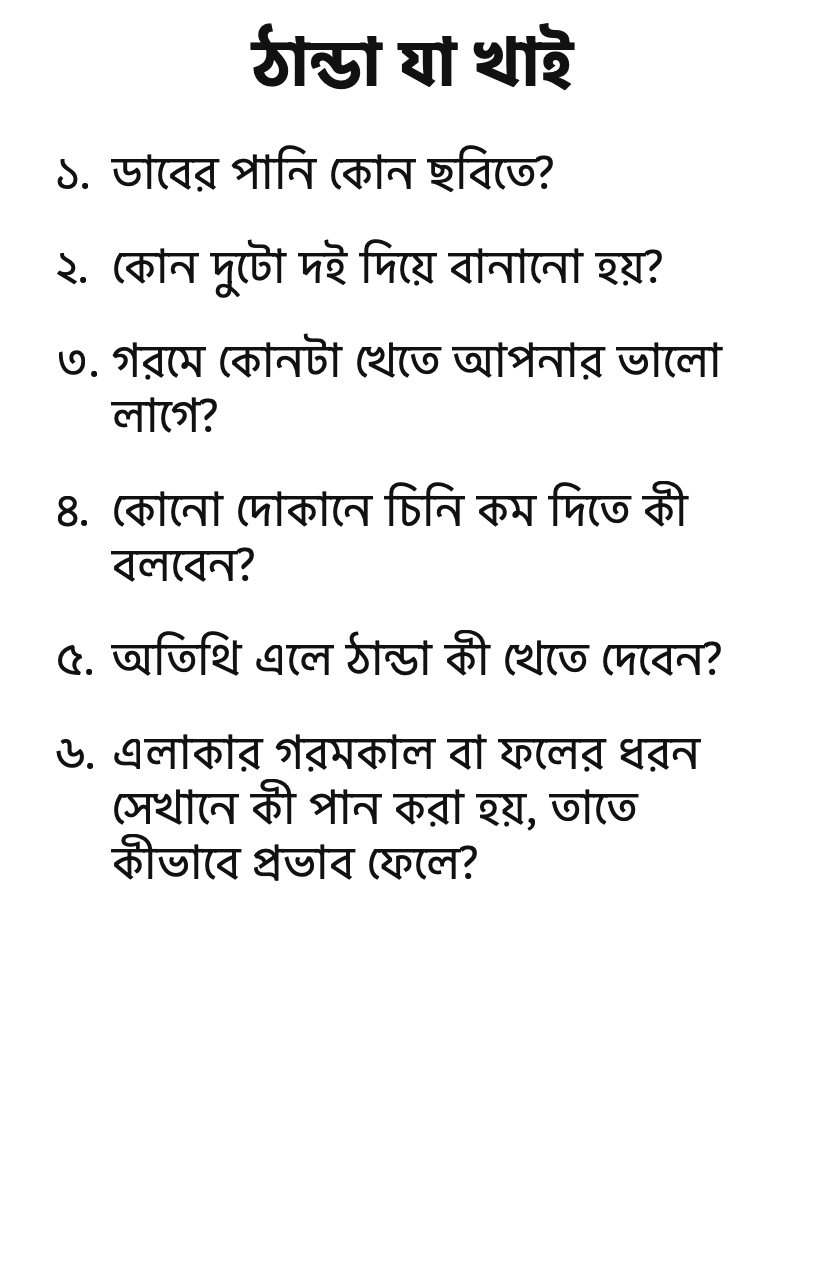 ঠান্ডা যা খাই
১. ডাবের পানি কোন ছবিতে?
২. কোন দুটো দই দিয়ে বানানো হয়?
৩. গরমে কোনটা খেতে আপনার ভালো
লাগে?
৪. কোনো দোকানে চিনি কম দিতে কী
বলবেন?
৫. অতিথি এলে ঠান্ডা কী খেতে দেবেন?
৬. এলাকার গরমকাল বা ফলের ধরন
সেখানে কী পান করা হয়, তাতে
কীভাবে প্রভাব ফেলে?